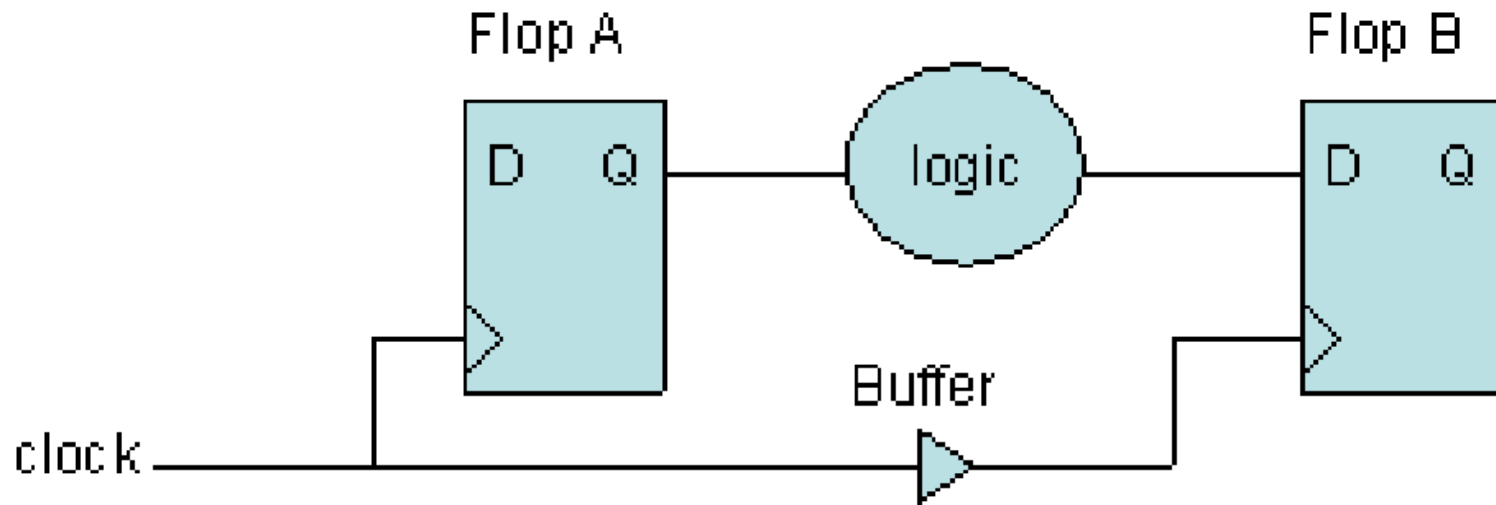 Flop A
Flop B
D Q
logic
D Q
Buffer
clock